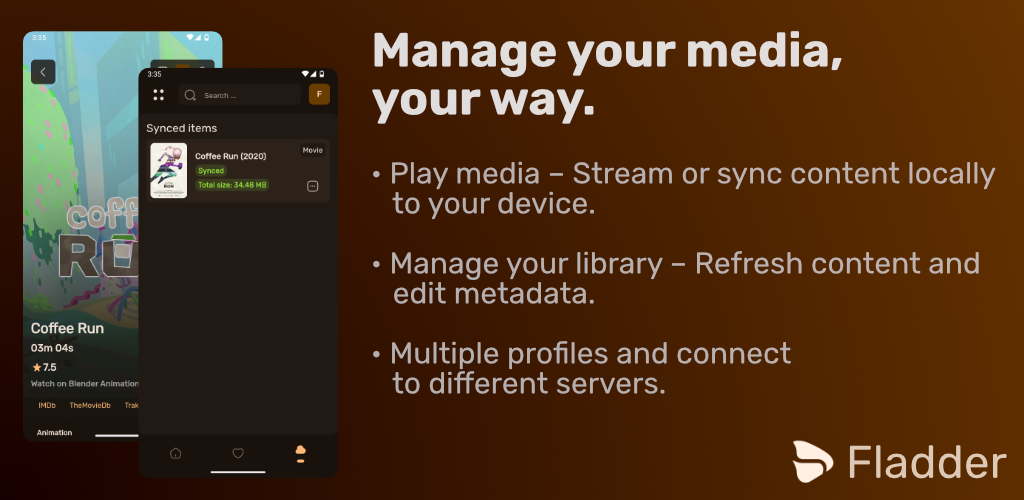 3:35
coff
RO
Coffee Run
03m 04s
7.5
Watch on Blender Animation
IMDb TheMovieDb
Animation
3:35
Search ...
F
Synced items
Coffee Run (2020)
Movie
Synced
Total size: 34.48 MB
RUN
Manage your media,
your way.
• Play media – Stream or sync content locally
to your device.
• Manage your library – Refresh content and
edit metadata.
• Multiple profiles and connect
to different servers.
Fladder